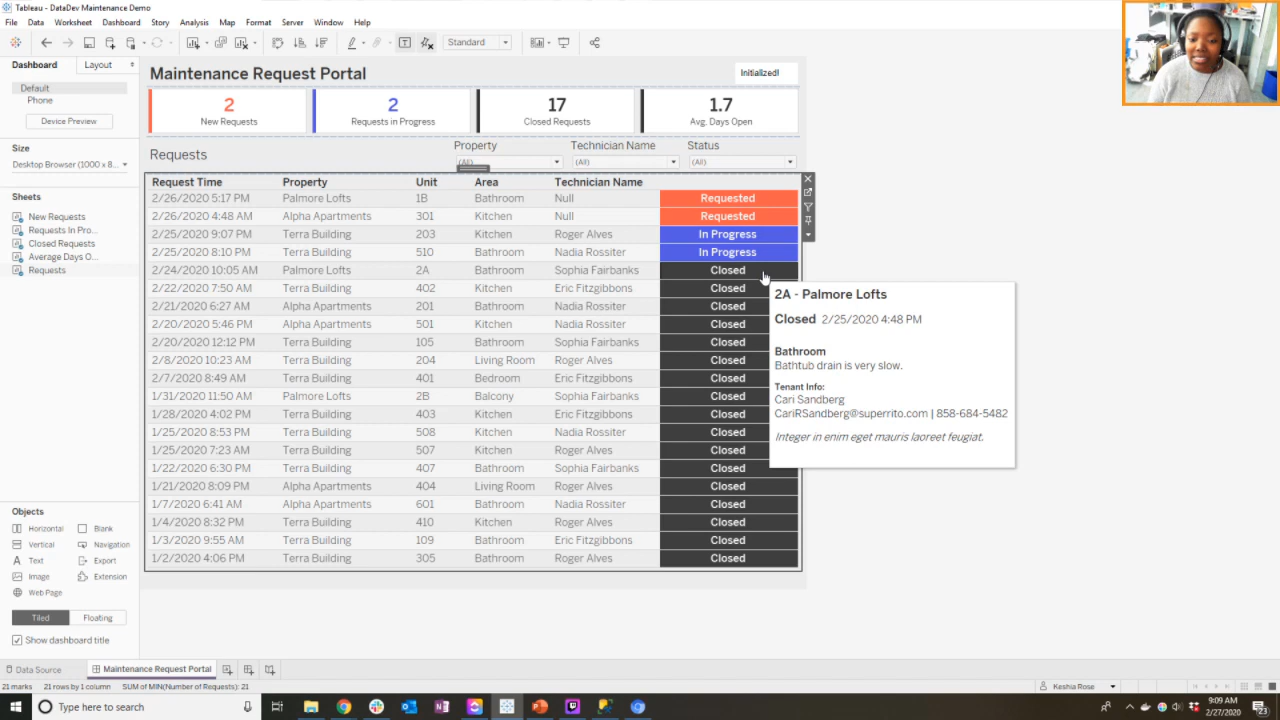 Tableau - DataDev Maintenance Demo
File Data Worksheet Dashboard Story Analysis Map Format Server Window Help
Standard
Dashboard Layout
Default
Phone
Device Preview
Size
Desktop Browser (1000 x 8...
Sheets
New Requests
Requests In Pro...
Closed Requests
Average Days O...
Requests
Objects
Horizontal Blank
Vertical Navigation
Text Export
Image Extension
Web Page
Tiled Floating
Show dashboard title
Maintenance Request Portal
Initialized!
2 2 17 1.7
New Requests Requests in Progress Closed Requests Avg. Days Open
Requests
Property Technician Name Status
(All) (All) (All)
Request Time Property Unit Area Technician Name
2/26/2020 5:17 PM Palmore Lofts 1B Bathroom Null Requested
2/26/2020 4:48 AM Alpha Apartments 301 Kitchen Null Requested
2/25/2020 9:07 PM Terra Building 203 Kitchen Roger Alves In Progress
2/25/2020 8:10 PM Terra Building 510 Bathroom Nadia Rossiter In Progress
2/24/2020 10:05 AM Palmore Lofts 2A Bathroom Sophia Fairbanks Closed
2/22/2020 7:50 AM Terra Building 402 Kitchen Eric Fitzgibbons Closed
2/21/2020 6:27 AM Alpha Apartments 201 Kitchen Nadia Rossiter Closed
2/20/2020 5:46 PM Alpha Apartments 501 Kitchen Nadia Rossiter Closed
2/20/2020 12:12 PM Terra Building 105 Bathroom Sophia Fairbanks Closed
2/8/2020 10:23 AM Terra Building 204 Living Room Roger Alves Closed
2/7/2020 8:49 AM Terra Building 401 Bedroom Eric Fitzgibbons Closed
1/31/2020 11:50 AM Palmore Lofts 2B Balcony Sophia Fairbanks Closed
1/28/2020 4:02 PM Terra Building 403 Kitchen Eric Fitzgibbons Closed
1/25/2020 8:53 PM Terra Building 508 Kitchen Nadia Rossiter Closed
1/25/2020 7:23 AM Terra Building 507 Kitchen Roger Alves Closed
1/22/2020 6:30 PM Terra Building 407 Bathroom Sophia Fairbanks Closed
1/21/2020 8:09 PM Alpha Apartments 404 Living Room Roger Alves Closed
1/7/2020 6:41 AM Alpha Apartments 601 Bathroom Nadia Rossiter Closed
1/4/2020 8:32 PM Terra Building 410 Kitchen Roger Alves Closed
1/3/2020 9:55 AM Terra Building 109 Bathroom Eric Fitzgibbons Closed
1/2/2020 4:06 PM Terra Building 305 Bathroom Roger Alves Closed
2A - Palmore Lofts
Closed 2/25/2020 4:48 PM
Bathroom
Bathtub drain is very slow.
Tenant Info:
Cari Sandberg
CariRSandberg@superrito.com | 858-684-5482
Integer in enim eget mauris laoreet feugiat.
Data Source Maintenance Request Portal
21 marks 21 rows by 1 column SUM of MIN(Number of Requests): 21 Keshia Rose
Type here to search
9:09 AM
2/27/2020
23